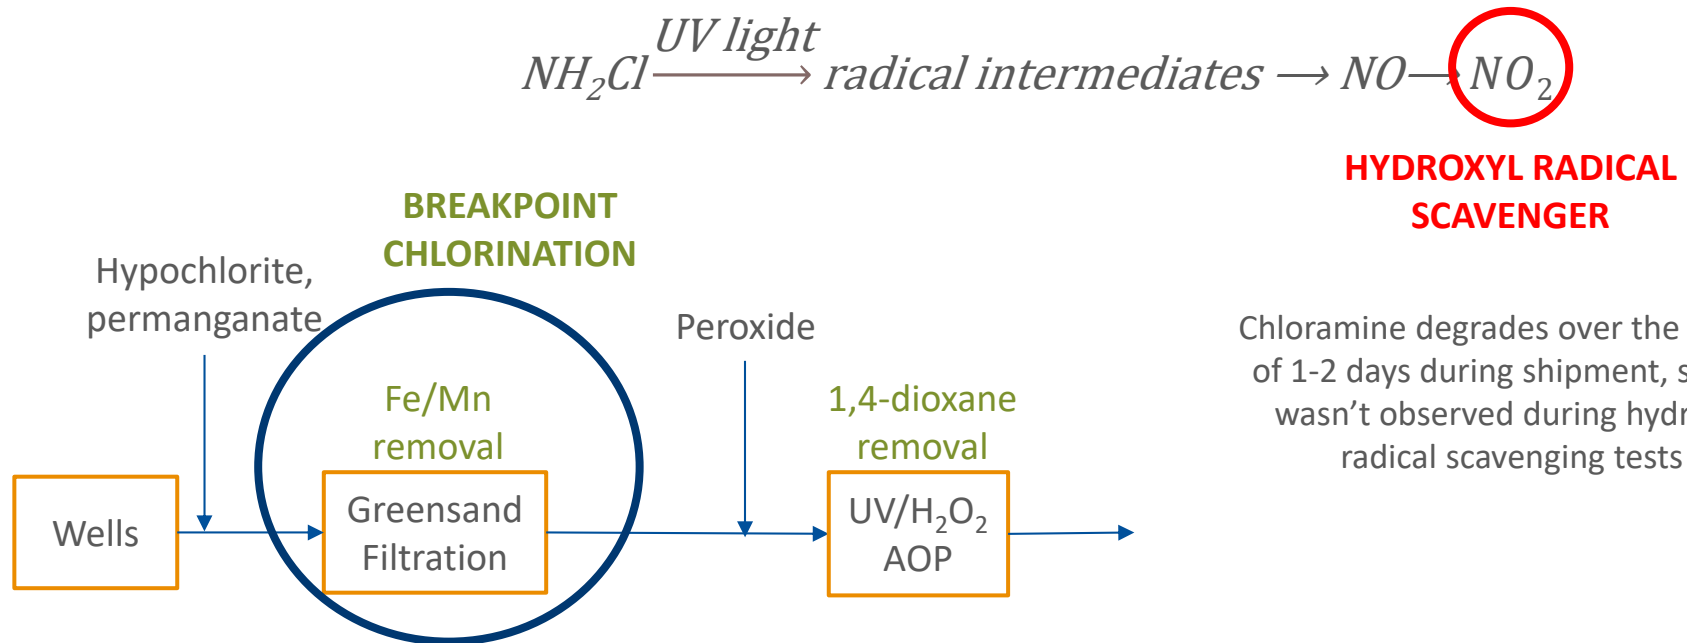 UV light
NH₂Cl → radical intermediates → NO → NO₂
HYDROXYL RADICAL
SCAVENGER
BREAKPOINT
CHLORINATION
Hypochlorite,
permanganate
Peroxide
Chloramine degrades over the
of 1-2 days during shipment,
wasn’t observed during
radical scavenging tests
Fe/Mn
removal
1,4-dioxane
removal
Wells
Greensand
Filtration
UV/H₂O₂
AOP